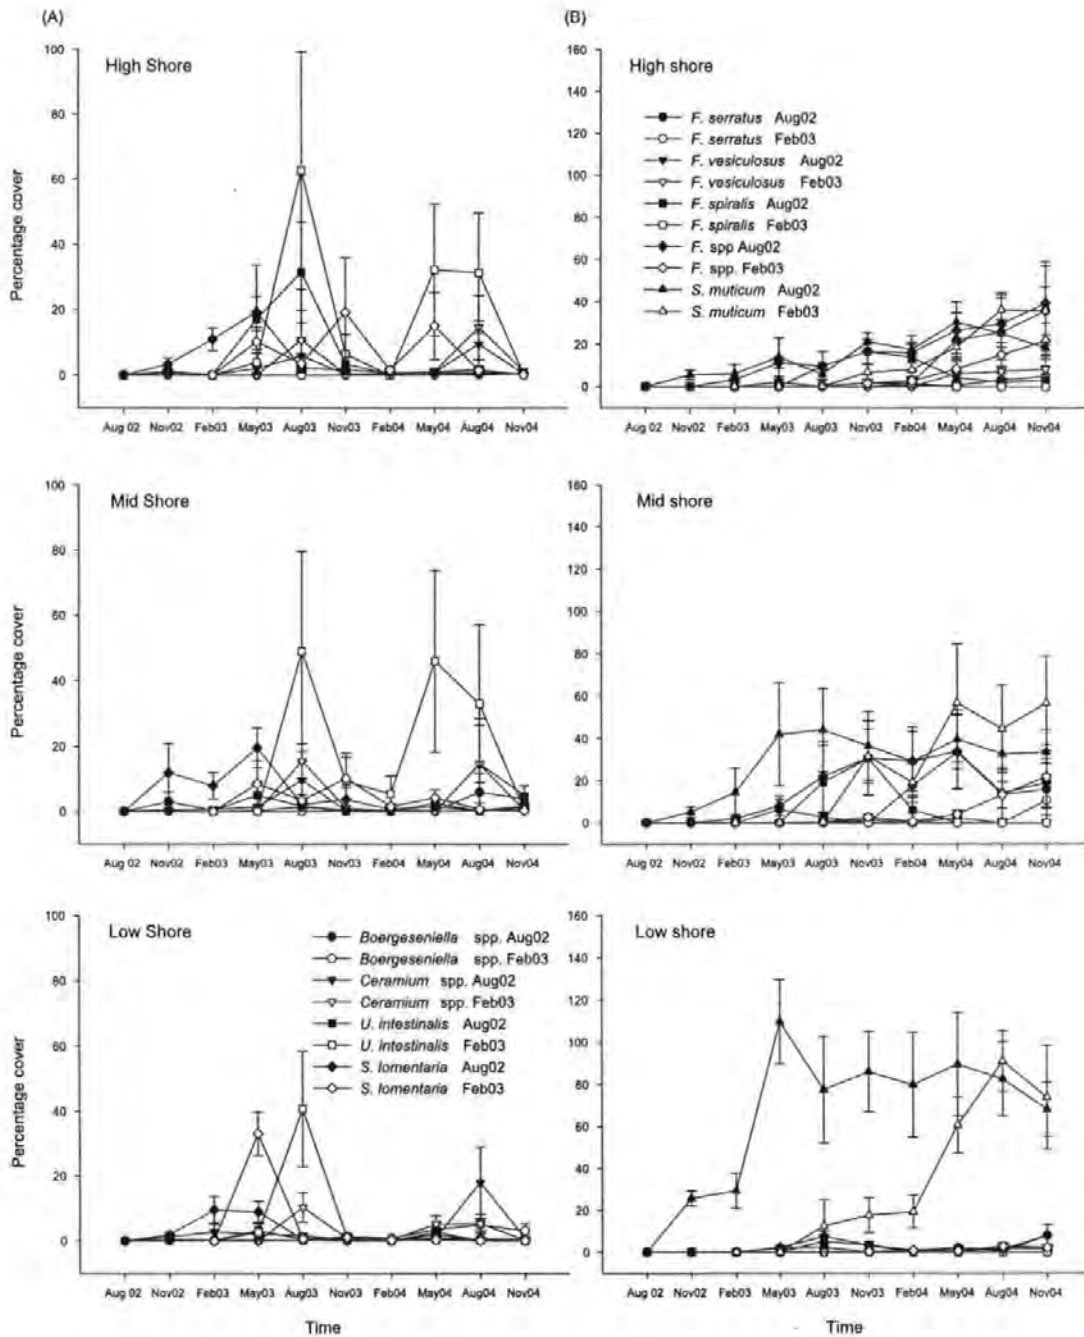 (A)
High Shore
Percentage cover
100
80
60
40
20
0
Aug 02 Nov02 Feb03 May03 Aug03 Nov03 Feb04 May04 Aug04 Nov04
(B)
High shore
160
140
120
100
80
60
40
20
0
F. serratus Aug02
F. serratus Feb03
F. vesiculosus Aug02
F. vesiculosus Feb03
F. spiralis Aug02
F. spiralis Feb03
F. spp Aug02
F. spp. Feb03
S. muticum Aug02
S. muticum Feb03
Aug 02 Nov02 Feb03 May03 Aug03 Nov03 Feb04 May04 Aug04 Nov04
Mid Shore
Percentage cover
100
80
60
40
20
0
Aug 02 Nov02 Feb03 May03 Aug03 Nov03 Feb04 May04 Aug04 Nov04
Mid shore
160
140
120
100
80
60
40
20
0
Aug 02 Nov02 Feb03 May03 Aug03 Nov03 Feb04 May04 Aug04 Nov04
Low Shore
Percentage cover
100
80
60
40
20
0
Boergeseniella spp. Aug02
Boergeseniella spp. Feb03
Ceramium spp. Aug02
Ceramium spp. Feb03
U. intestinalis Aug02
U. intestinalis Feb03
S. lomentaria Aug02
S. lomentaria Feb03
Aug 02 Nov02 Feb03 May03 Aug03 Nov03 Feb04 May04 Aug04 Nov04
Time
Low shore
160
140
120
100
80
60
40
20
0
Aug 02 Nov02 Feb03 May03 Aug03 Nov03 Feb04 May04 Aug04 Nov04
Time